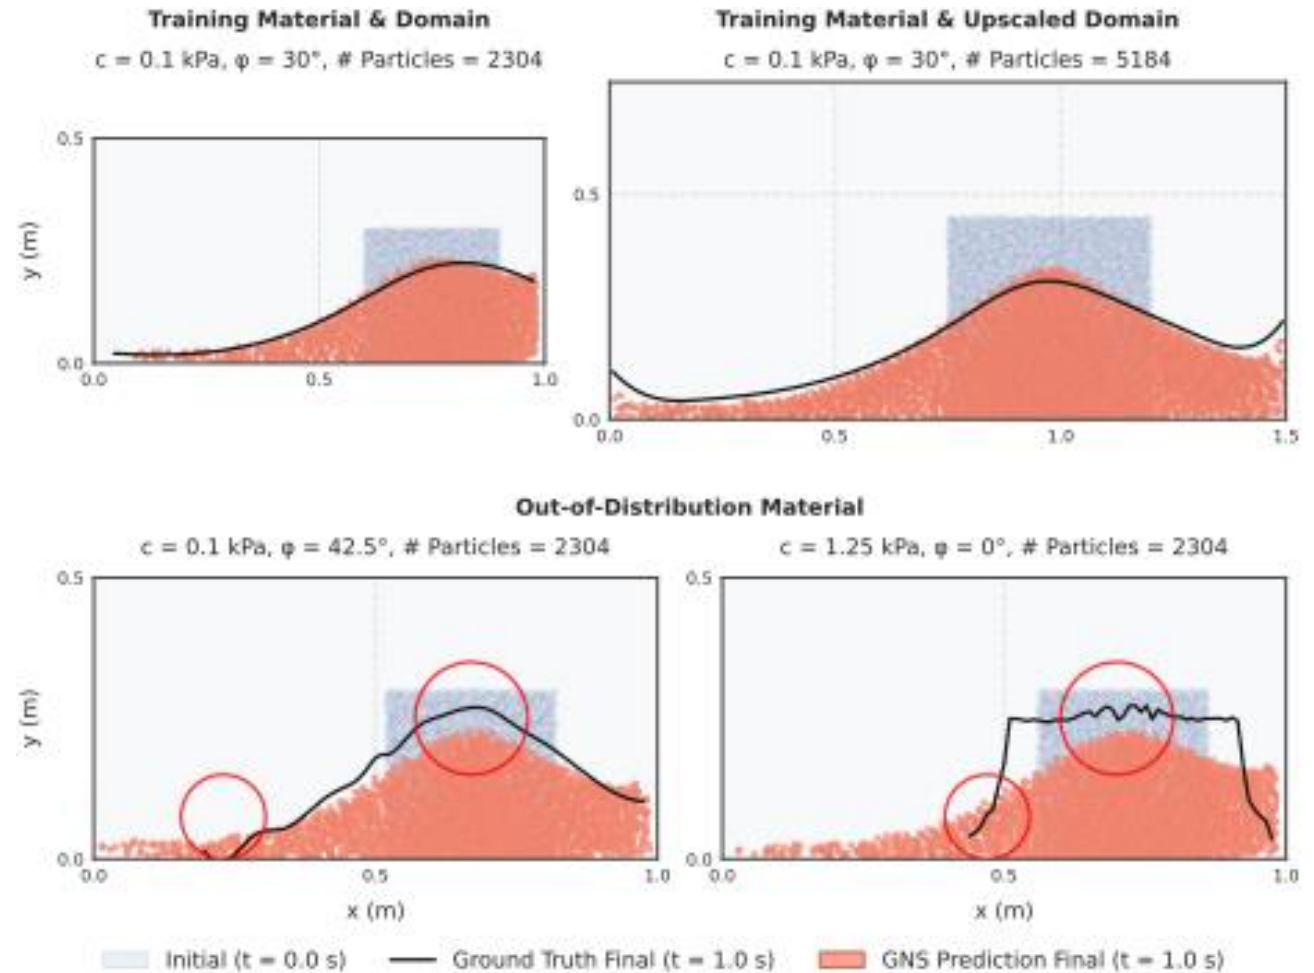 Training Material & Domain
c = 0.1 kPa, φ = 30°, # Particles = 2304
0.5
y (m)
0.0
0.0 0.5 1.0
Training Material & Upscaled Domain
c = 0.1 kPa, φ = 30°, # Particles = 5184
0.5
0.0
0.0 0.5 1.0 1.5
Out-of-Distribution Material
c = 0.1 kPa, φ = 42.5°, # Particles = 2304
0.5
y (m)
0.0
0.0 0.5 1.0
x (m)
c = 1.25 kPa, φ = 0°, # Particles = 2304
0.5
0.0
0.0 0.5 1.0
x (m)
Initial (t = 0.0 s) Ground Truth Final (t = 1.0 s) GNS Prediction Final (t = 1.0 s)